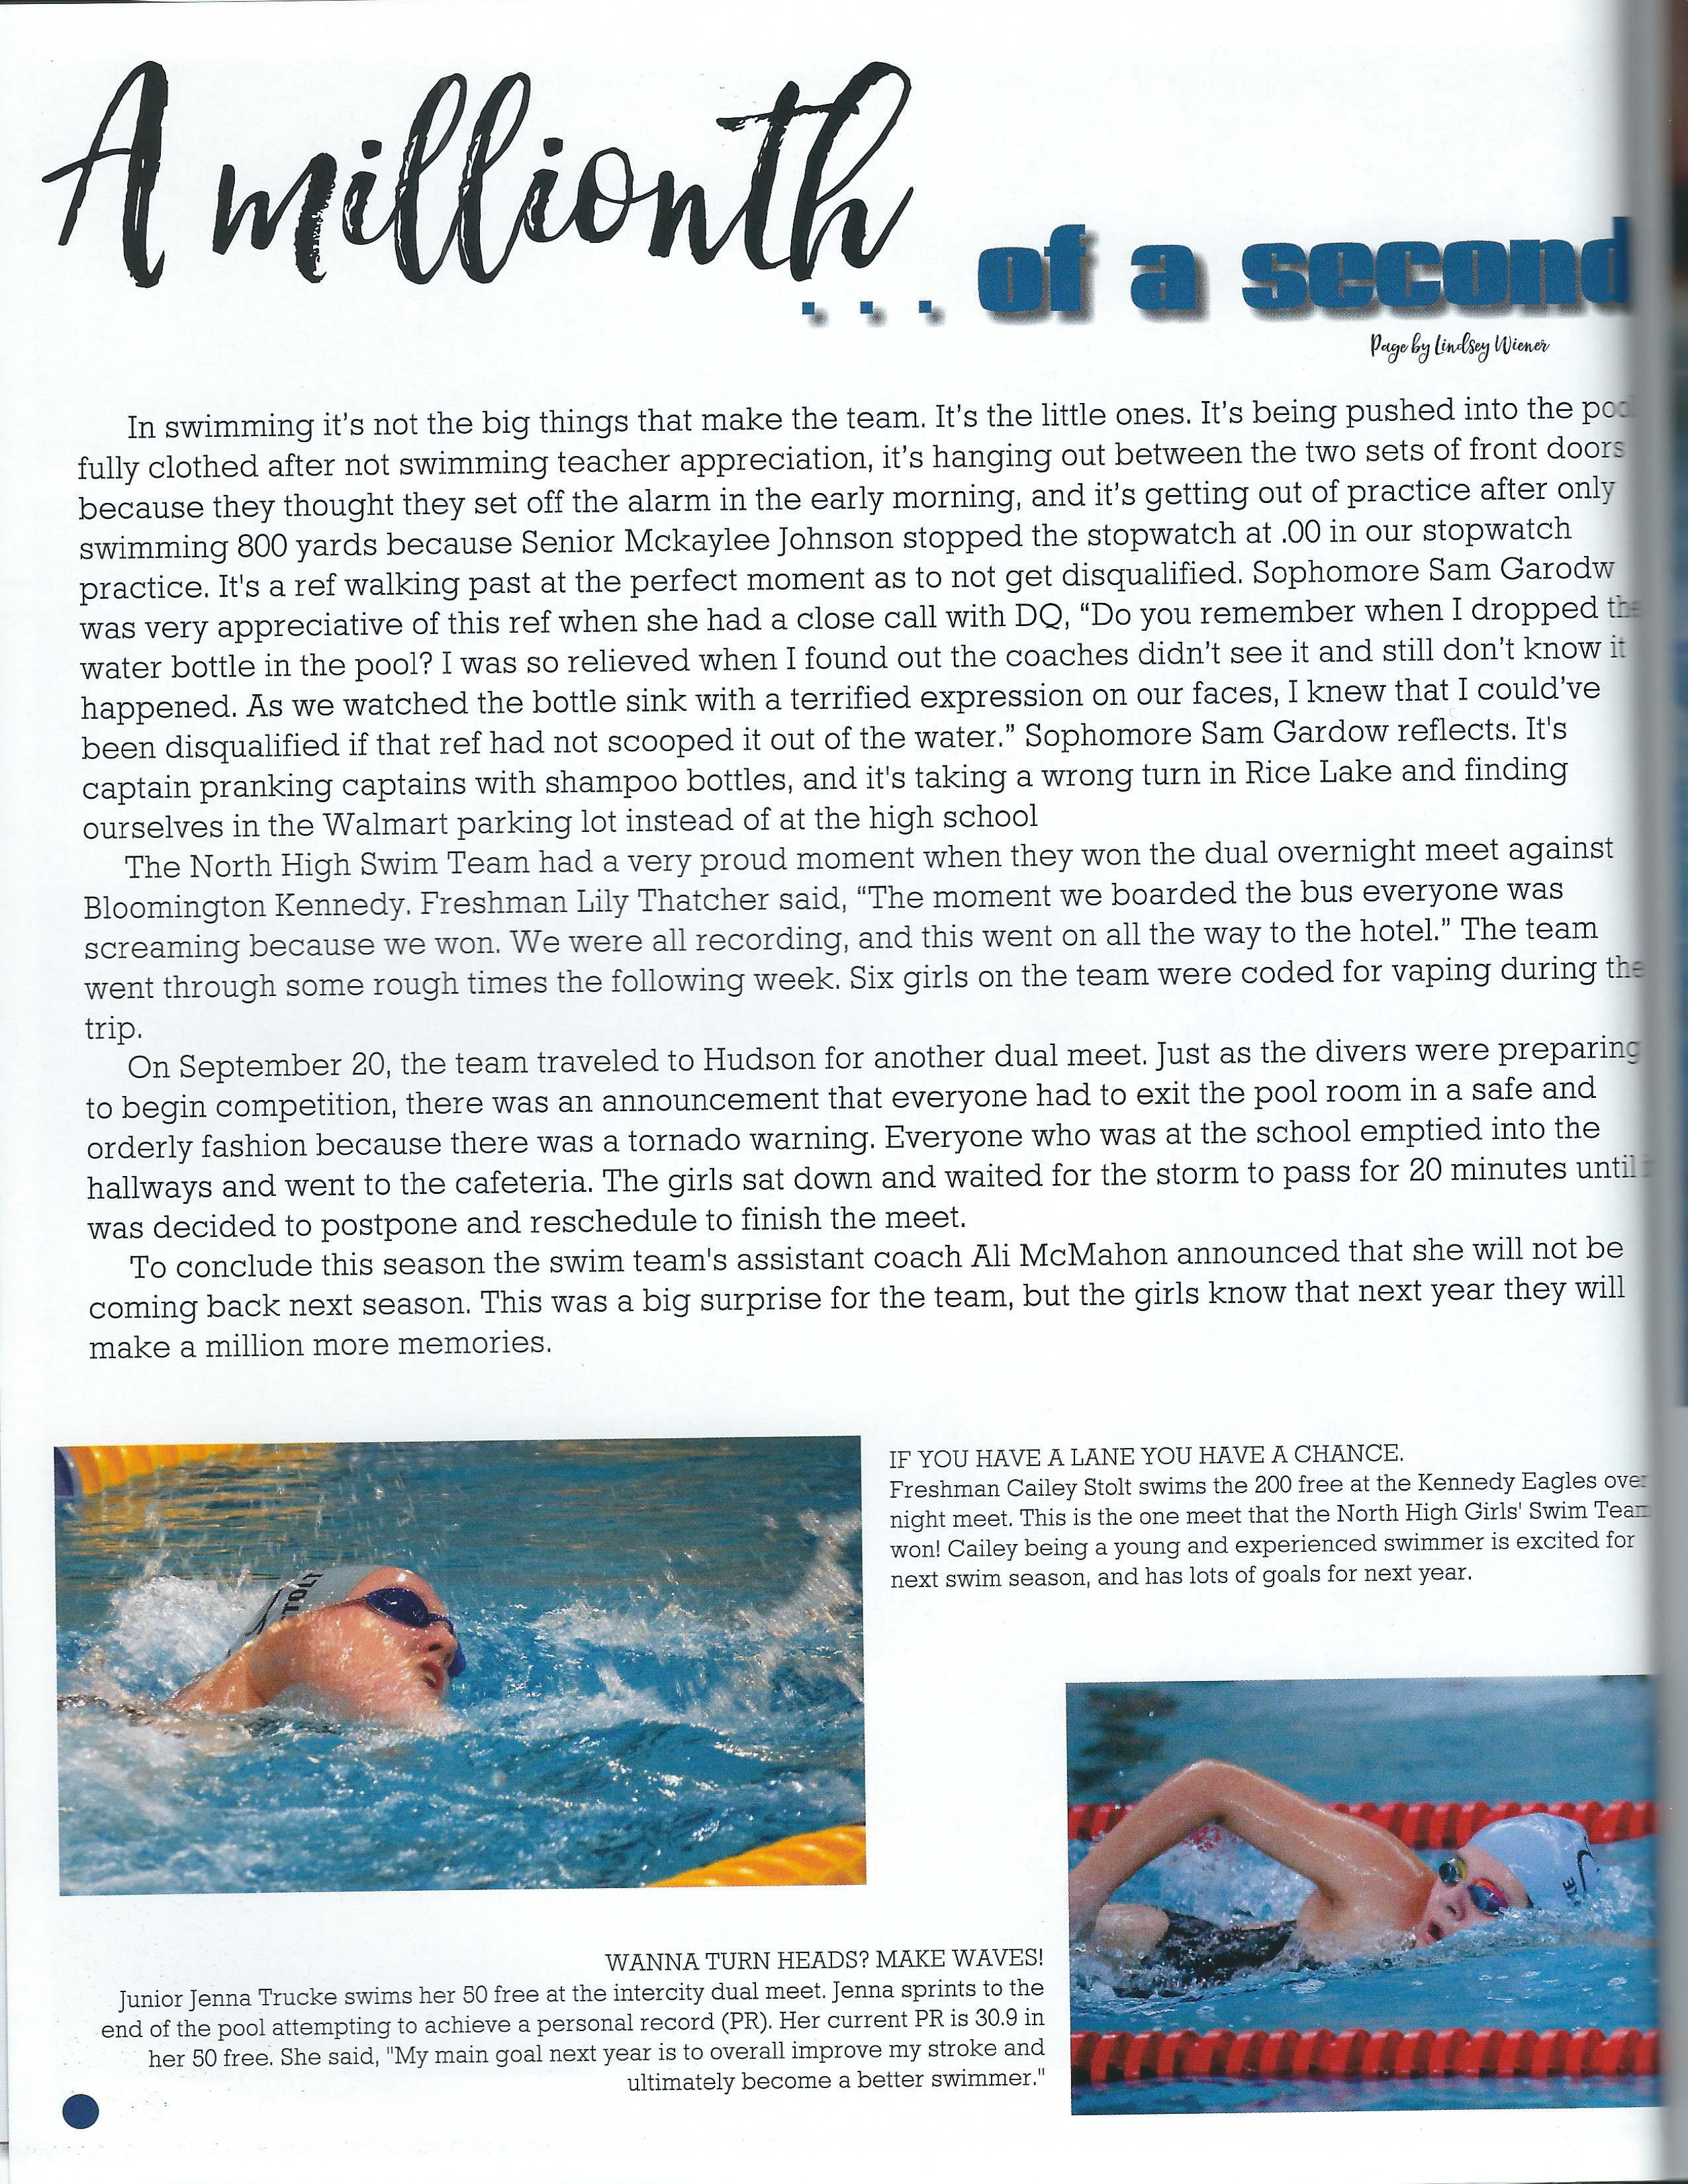 A millionth
. . . of a second
Page by Lindsey Wiener
In swimming it's not the big things that make the team. It's the little ones. It's being pushed into the pool
fully clothed after not swimming teacher appreciation, it's hanging out between the two sets of front doors
because they thought they set off the alarm in the early morning, and it's getting out of practice after only
swimming 800 yards because Senior Mckaylee Johnson stopped the stopwatch at .00 in our stopwatch
practice. It's a ref walking past at the perfect moment as to not get disqualified. Sophomore Sam Garodw
was very appreciative of this ref when she had a close call with DQ, “Do you remember when I dropped the
water bottle in the pool? I was so relieved when I found out the coaches didn't see it and still don't know it
happened. As we watched the bottle sink with a terrified expression on our faces, I knew that I could've
been disqualified if that ref had not scooped it out of the water.” Sophomore Sam Gardow reflects. It's
captain pranking captains with shampoo bottles, and it's taking a wrong turn in Rice Lake and finding
ourselves in the Walmart parking lot instead of at the high school
The North High Swim Team had a very proud moment when they won the dual overnight meet against
Bloomington Kennedy. Freshman Lily Thatcher said, “The moment we boarded the bus everyone was
screaming because we won. We were all recording, and this went on all the way to the hotel.” The team
went through some rough times the following week. Six girls on the team were coded for vaping during the
trip.
On September 20, the team traveled to Hudson for another dual meet. Just as the divers were preparing
to begin competition, there was an announcement that everyone had to exit the pool room in a safe and
orderly fashion because there was a tornado warning. Everyone who was at the school emptied into the
hallways and went to the cafeteria. The girls sat down and waited for the storm to pass for 20 minutes until
was decided to postpone and reschedule to finish the meet.
To conclude this season the swim team's assistant coach Ali McMahon announced that she will not be
coming back next season. This was a big surprise for the team, but the girls know that next year they will
make a million more memories.
IF YOU HAVE A LANE YOU HAVE A CHANCE.
Freshman Cailey Stolt swims the 200 free at the Kennedy Eagles over
night meet. This is the one meet that the North High Girls' Swim Team
won! Cailey being a young and experienced swimmer is excited for
next swim season, and has lots of goals for next year.
TOLT
KE
WANNA TURN HEADS? MAKE WAVES!
Junior Jenna Trucke swims her 50 free at the intercity dual meet. Jenna sprints to the
end of the pool attempting to achieve a personal record (PR). Her current PR is 30.9 in
her 50 free. She said, "My main goal next year is to overall improve my stroke and
ultimately become a better swimmer."